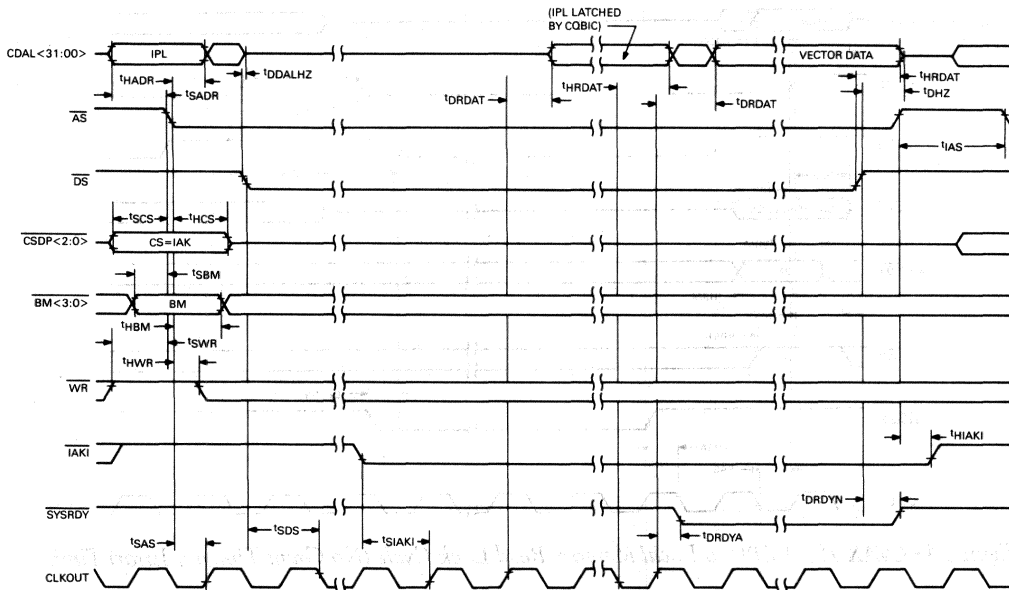 (IPL LATCHED
BY CQBIC)
CDAL<31:00>
IPL
VECTOR DATA
tHADR
tDDALHZ
tHRDAT
tHRDAT
tSADR
tDRDAT
tDRDAT
tDHZ
AS
tIAS
DS
tSCS
tHCS
CSDP<2:0>
CS=IAK
tSBM
BM<3:0>
BM
tHBM
tSWR
tHWR
WR
IAKI
tHIAKI
tDRDYN
SYSRDY
tSDS
tDRDYA
tSAS
tSIAKI
CLKOUT